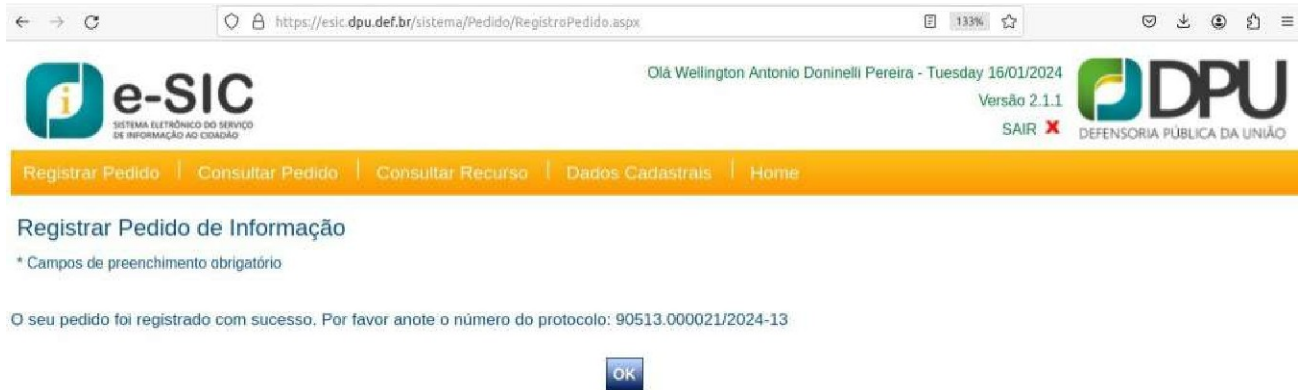 https://esic.dpu.def.br/sistema/Pedido/RegistroPedido.aspx
133%
i
e-SIC
SISTEMA ELETRÔNICO DO SERVIÇO
DE INFORMAÇÃO AO CIDADÃO
Olá Wellington Antonio Doninelli Pereira - Tuesday 16/01/2024
Versão 2.1.1
SAIR X
DPU
DEFENSORIA PÚBLICA DA UNIÃO
Registrar Pedido | Consultar Pedido | Consultar Recurso | Dados Cadastrais | Home
Registrar Pedido de Informação
* Campos de preenchimento obrigatório
O seu pedido foi registrado com sucesso. Por favor anote o número do protocolo: 90513.000021/2024-13
OK